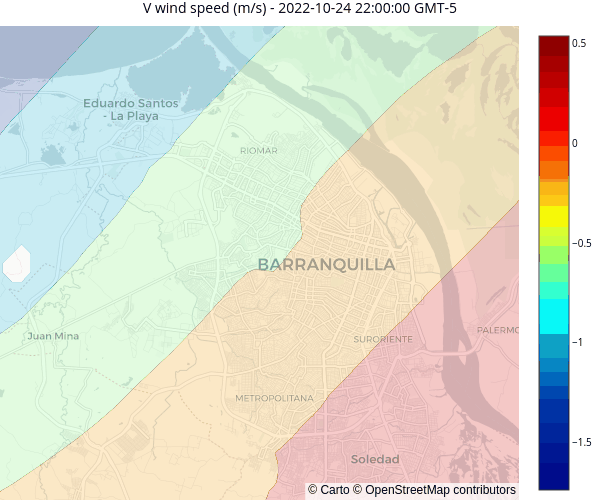 V wind speed (m/s) - 2022-10-24 22:00:00 GMT-5
0.5
Eduardo Santos
- La Playa
0
RIOMAR
−0.5
BARRANQUILLA
Juan Mina
PALERMO
SURORIENTE
−1
METROPOLITANA
−1.5
Soledad
© Carto © OpenStreetMap contributors